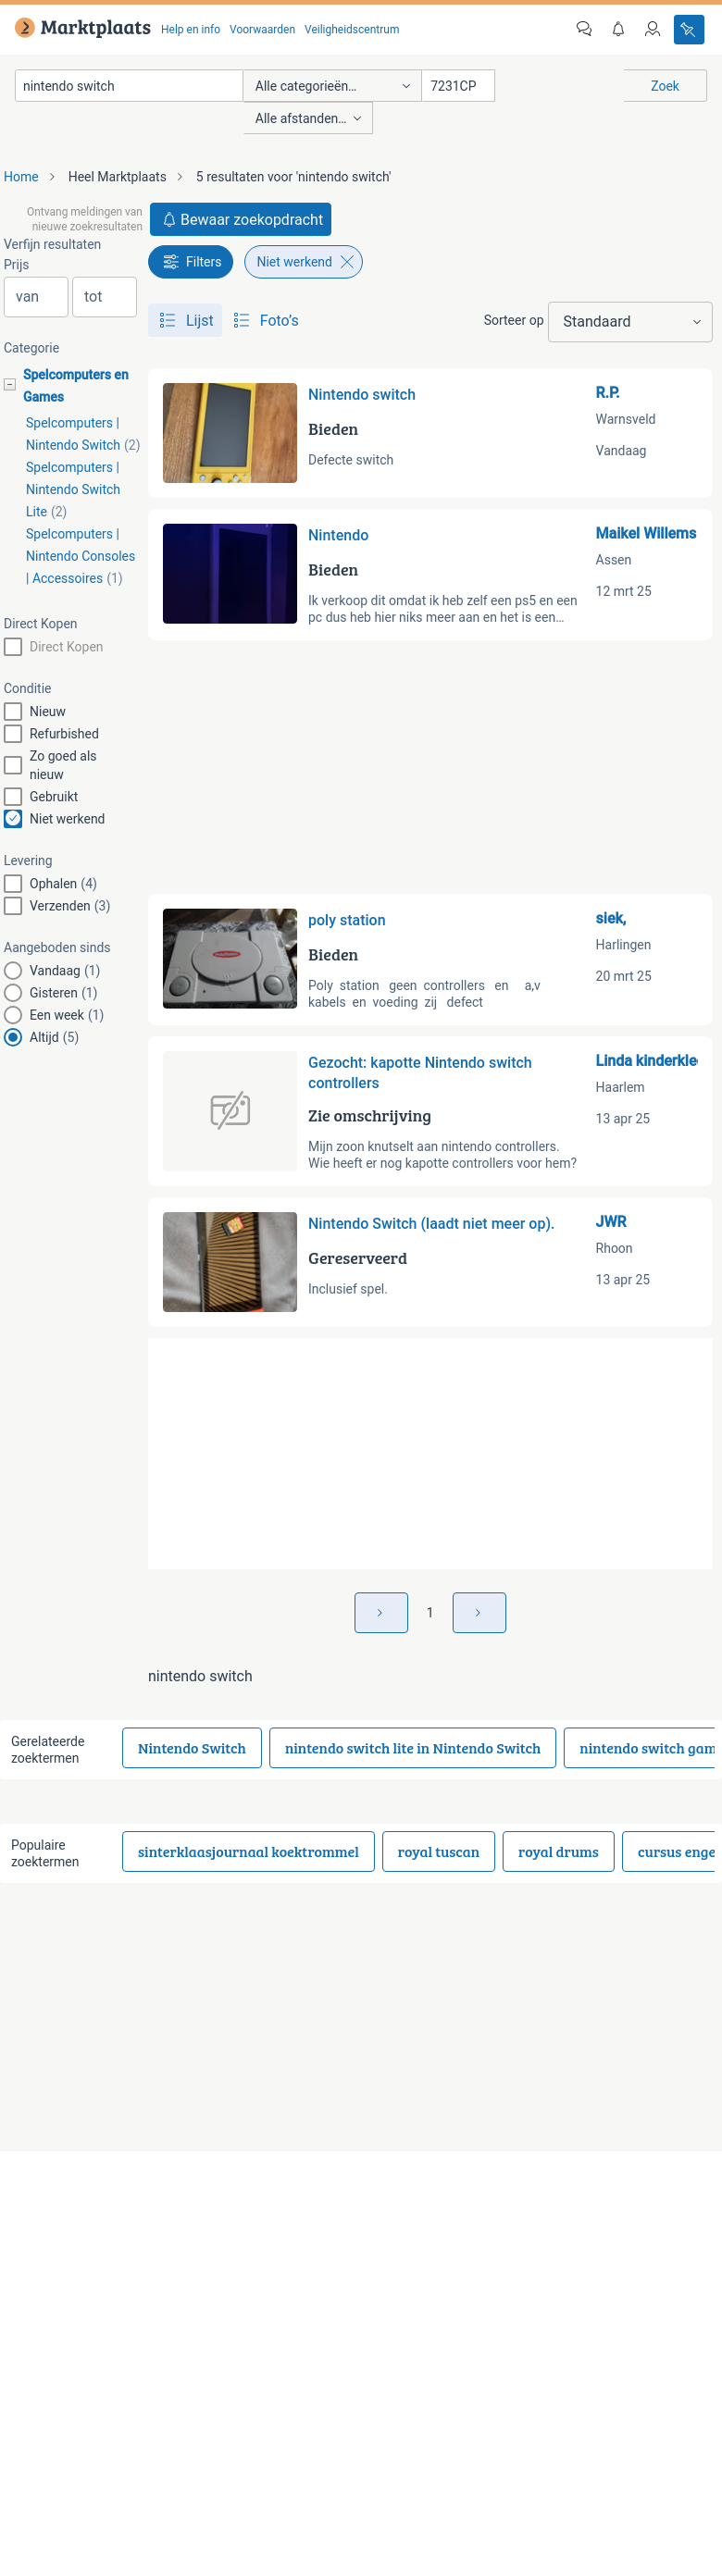 Marktplaats Help en info Voorwaarden Veiligheidscentrum
nintendo switch Alle categorieën… 7231CP Zoek
Alle afstanden…
Home Heel Marktplaats 5 resultaten voor 'nintendo switch'
Ontvang meldingen van
nieuwe zoekresultaten
Bewaar zoekopdracht
Verfijn resultaten
Prijs
van tot
Filters Niet werkend
Lijst Foto's Sorteer op Standaard
Categorie
Spelcomputers en
Games
Spelcomputers |
Nintendo Switch (2)
Spelcomputers |
Nintendo Switch
Lite (2)
Spelcomputers |
Nintendo Consoles
| Accessoires (1)
Direct Kopen
Direct Kopen
Conditie
Nieuw
Refurbished
Zo goed als
nieuw
Gebruikt
Niet werkend
Levering
Ophalen (4)
Verzenden (3)
Aangeboden sinds
Vandaag (1)
Gisteren (1)
Een week (1)
Altijd (5)
Nintendo switch
Bieden
Defecte switch
R.P.
Warnsveld
Vandaag
Nintendo
Bieden
Ik verkoop dit omdat ik heb zelf een ps5 en een
pc dus heb hier niks meer aan en het is een…
Maikel Willems
Assen
12 mrt 25
poly station
Bieden
Poly station geen controllers en a,v
kabels en voeding zij defect
siek,
Harlingen
20 mrt 25
Gezocht: kapotte Nintendo switch
controllers
Zie omschrijving
Mijn zoon knutselt aan nintendo controllers.
Wie heeft er nog kapotte controllers voor hem?
Linda kinderkle
Haarlem
13 apr 25
Nintendo Switch (laadt niet meer op).
Gereserveerd
Inclusief spel.
JWR
Rhoon
13 apr 25
1
nintendo switch
Gerelateerde
zoektermen
Nintendo Switch nintendo switch lite in Nintendo Switch nintendo switch gam
Populaire
zoektermen
sinterklaasjournaal koektrommel royal tuscan royal drums cursus enge